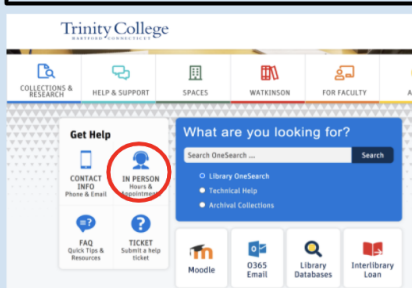 Trinity College
HARTFORD CONNECTICUT
COLLECTIONS & RESEARCH
HELP & SUPPORT
SPACES
WATKINSON
FOR FACULTY
A
Get Help
CONTACT INFO
Phone & Email
IN PERSON
Hours & Appointments
FAQ
Quick Tips & Resources
TICKET
Submit a help ticket
What are you looking for?
Search OneSearch ...
Search
Library OneSearch
Technical Help
Archival Collections
Moodle
O365 Email
Library Databases
Interlibrary Loan